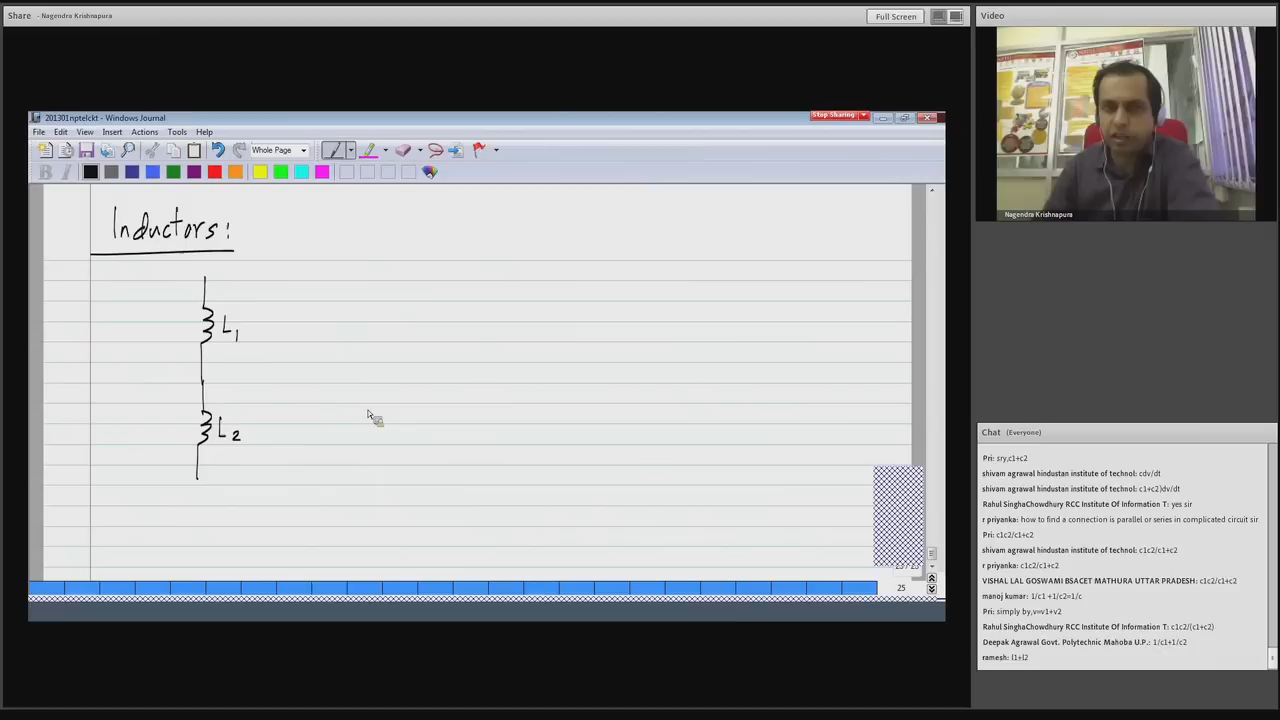 Share - Nagendra Krishnapura
Full Screen
Video
201301nptelckt - Windows Journal
Stop Sharing
File Edit View Insert Actions Tools Help
Whole Page
B I
Inductors:
L1
L2
25
Nagendra Krishnapura
Chat (Everyone)
Pri: sry,c1+c2
shivam agrawal hindustan institute of technol: cdv/dt
shivam agrawal hindustan institute of technol: c1+c2)dv/dt
Rahul SinghaChowdhury RCC Institute Of Information T: yes sir
r priyanka: how to find a connection is parallel or series in complicated circuit sir
Pri: c1c2/c1+c2
shivam agrawal hindustan institute of technol: c1c2/c1+c2
r priyanka: c1c2/c1+c2
VISHAL LAL GOSWAMI BSACET MATHURA UTTAR PRADESH: c1c2/c1+c2
manoj kumar: 1/c1 +1/c2=1/c
Pri: simply by,v=v1+v2
Rahul SinghaChowdhury RCC Institute Of Information T: c1c2/(c1+c2)
Deepak Agrawal Govt. Polytechnic Mahoba U.P.: 1/c1+1/c2
ramesh: l1+l2